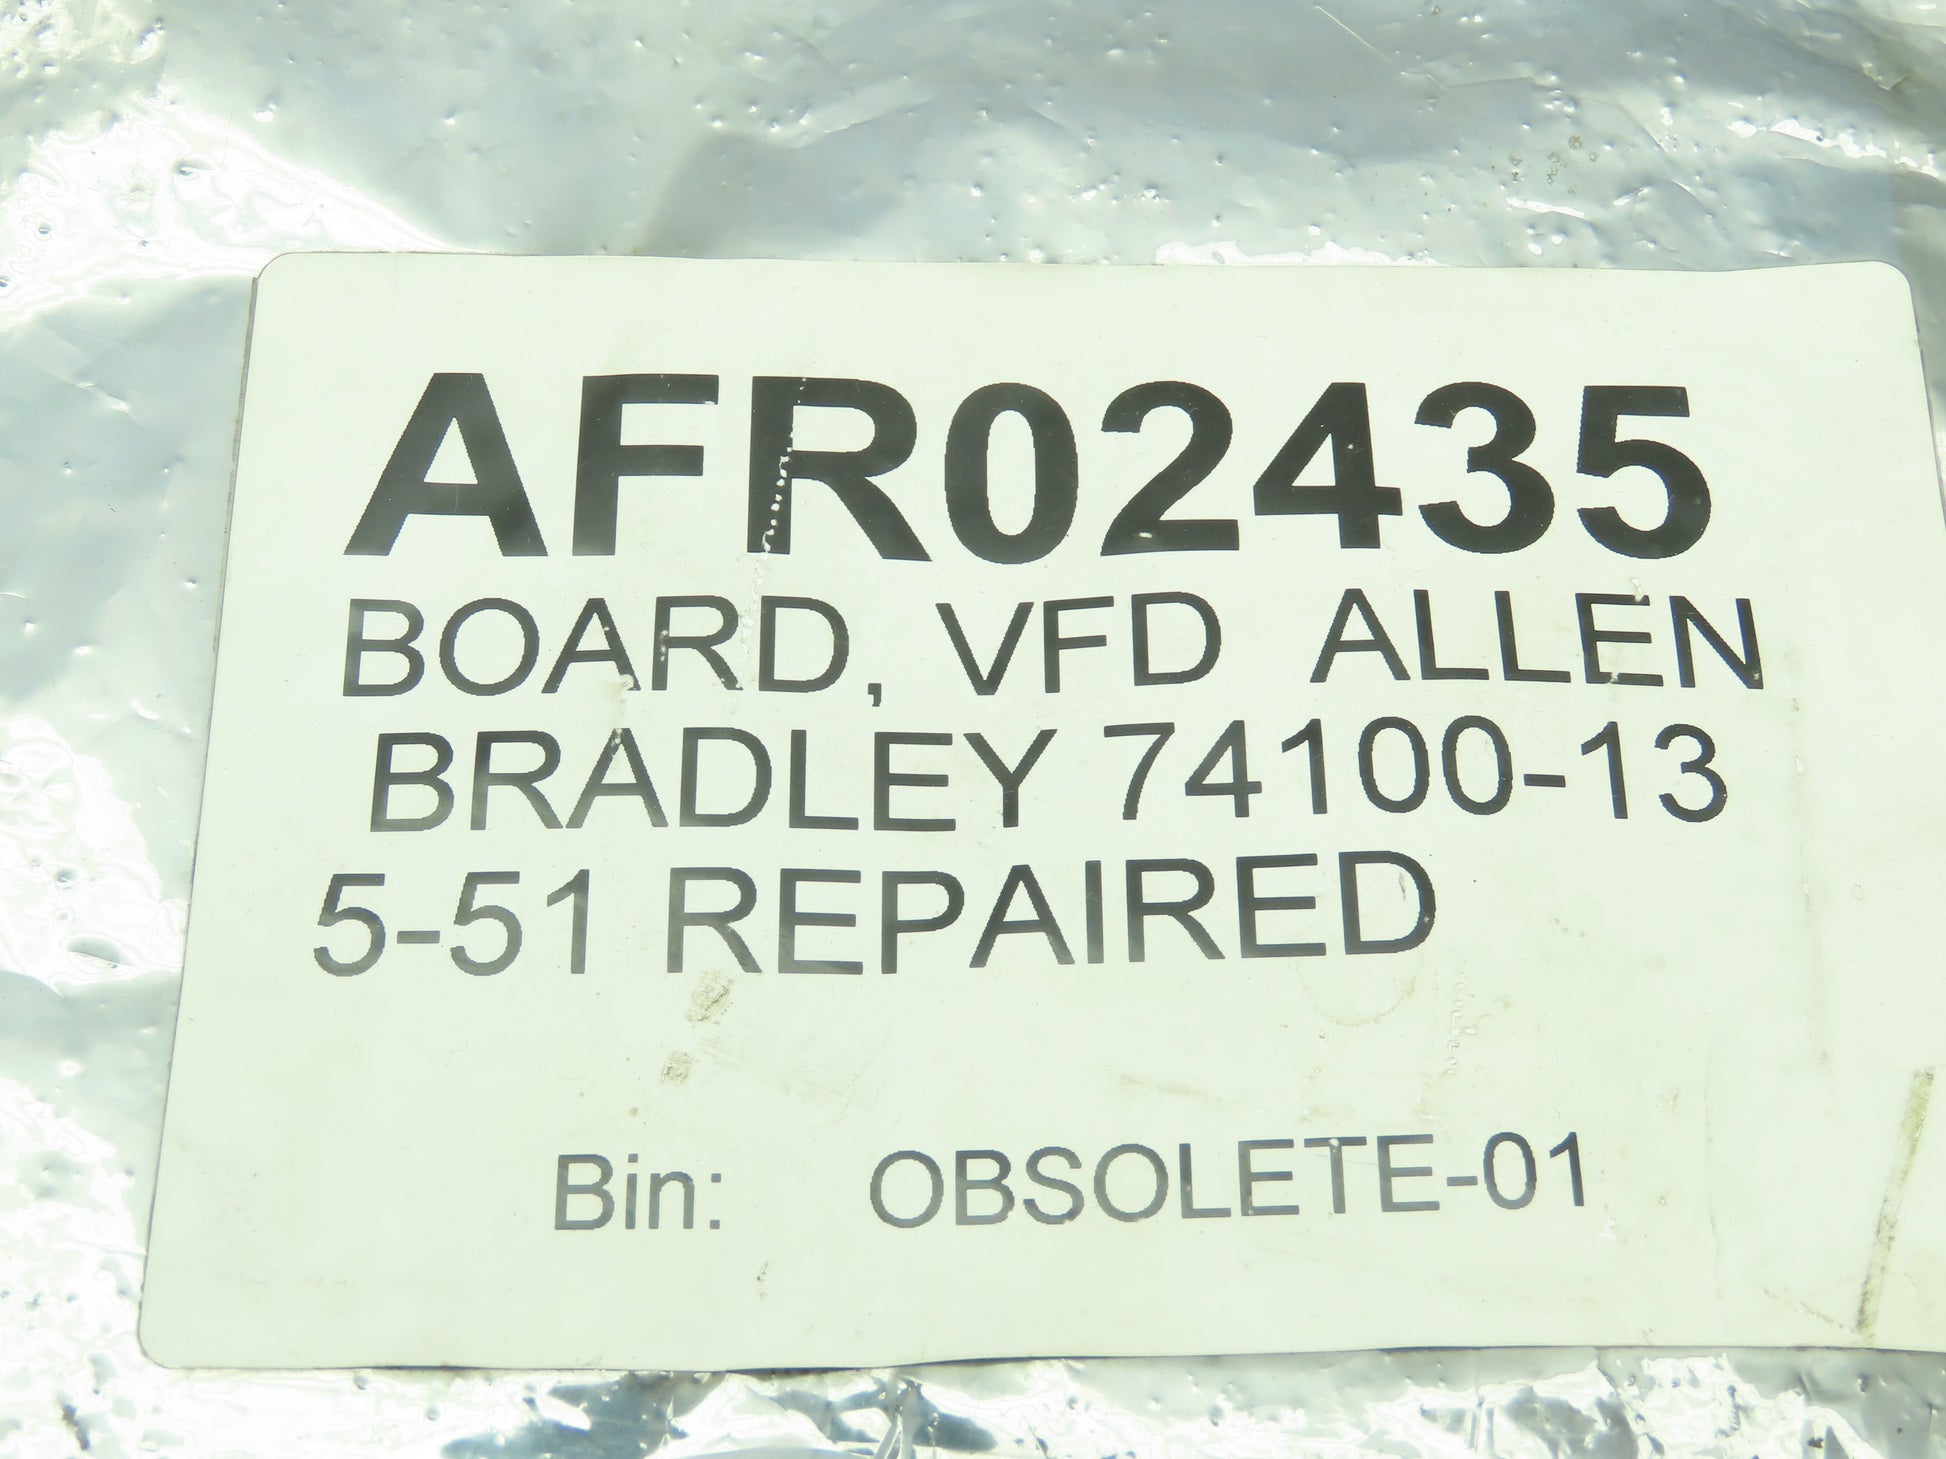 AFR02435
BOARD, VFD ALLEN
BRADLEY 74100-13
5-51 REPAIRED
Bin: OBSOLETE-01